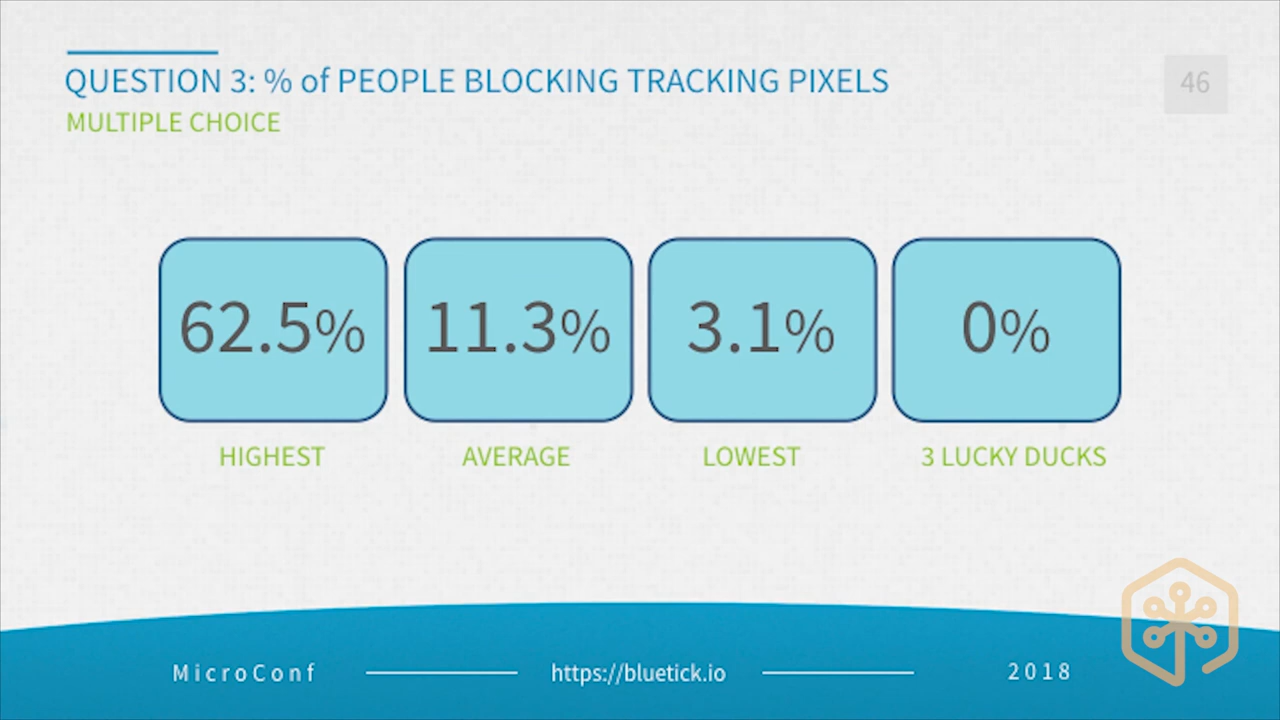 QUESTION 3: % of PEOPLE BLOCKING TRACKING PIXELS
46
MULTIPLE CHOICE
62.5%
11.3%
3.1%
0%
HIGHEST
AVERAGE
LOWEST
3 LUCKY DUCKS
MicroConf
https://bluetick.io
2018